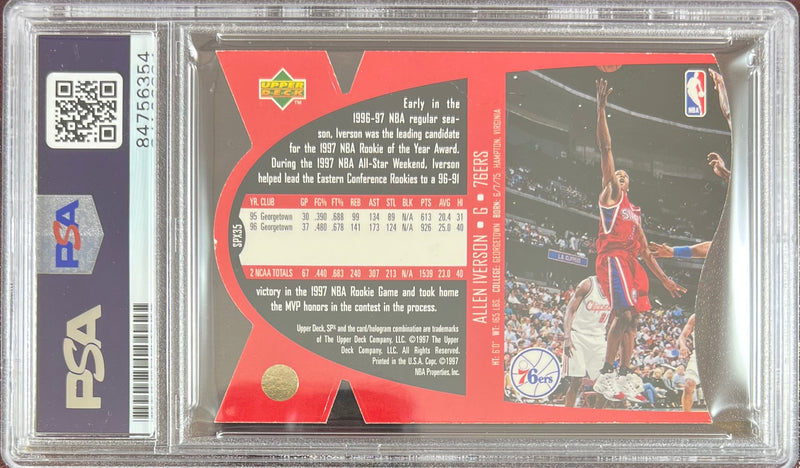 84756354
PSA
PSA
UPPER
DECK
TM
Early in the
1996-97 NBA regular sea-
son, Iverson was the leading candidate
for the 1997 NBA Rookie of the Year Award.
During the 1997 NBA All-Star Weekend, Iverson
helped lead the Eastern Conference Rookies to a 96-91
YR. CLUB GP FG% FT% REB AST STL BLK PTS AVG HI
95 Georgetown 30 .390 .688 99 134 89 N/A 613 20.4 31
96 Georgetown 37 .480 .678 141 173 124 N/A 926 25.0 40
2 NCAA TOTALS 67 .440 .683 240 307 213 N/A 1539 23.0 40
victory in the 1997 NBA Rookie Game and took home
the MVP honors in the contest in the process.
Upper Deck, SPx and the card/hologram combination are trademarks
of The Upper Deck Company, LLC. ©1997 The Upper
Deck Company, LLC. All Rights Reserved.
Printed in the U.S.A. Copr. ©1997
NBA Properties, Inc.
SPX35
ALLEN IVERSON • G • 76ERS
HT: 6'0" WT: 165 LBS. COLLEGE: GEORGETOWN BORN: 6/7/75 HAMPTON, VIRGINIA
NBA
L.A. CLIPPER
76ers